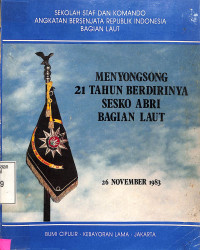 SEKOLAH STAF DAN KOMANDO
ANGKATAN BERSENJATA REPUBLIK INDONESIA
BAGIAN LAUT
MENYONGSONG
21 TAHUN BERDIRINYA
SESKO ABRI
BAGIAN LAUT
26 NOVEMBER 1983
9
BUMI CIPULIR - KEBAYORAN LAMA - JAKARTA